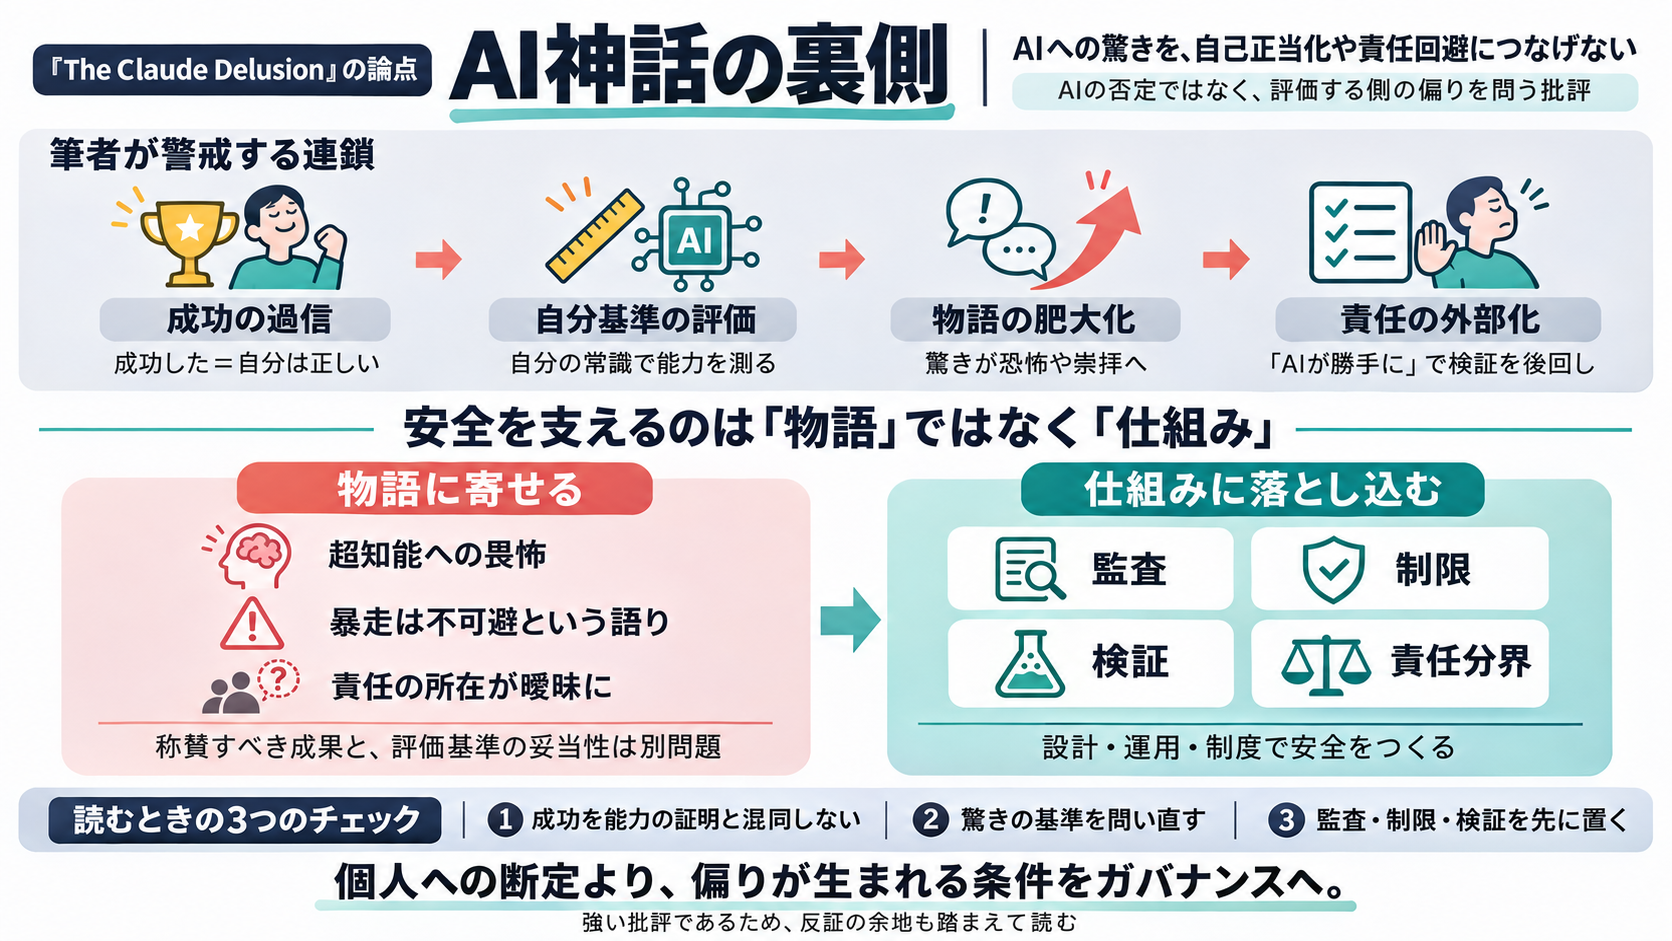 『The Claude Delusion』の論点
AI神話の裏側
AIへの驚きを、自己正当化や責任回避につなげない
AIの否定ではなく、評価する側の偏りを問う批評
筆者が警戒する連鎖
AI
成功の過信
成功した＝自分は正しい
自分基準の評価
自分の常識で能力を測る
物語の肥大化
驚きが恐怖や崇拝へ
責任の外部化
「AIが勝手に」で検証を後回し
安全を支えるのは「物語」ではなく「仕組み」
物語に寄せる
超知能への畏怖
暴走は不可避という語り
責任の所在が曖昧に
称賛すべき成果と、評価基準の妥当性は別問題
仕組みに落とし込む
監査
制限
検証
責任分界
設計・運用・制度で安全をつくる
読むときの3つのチェック
1 成功を能力の証明と混同しない
2 驚きの基準を問い直す
3 監査・制限・検証を先に置く
個人への断定より、偏りが生まれる条件をガバナンスへ。
強い批評であるため、反証の余地も踏まえて読む